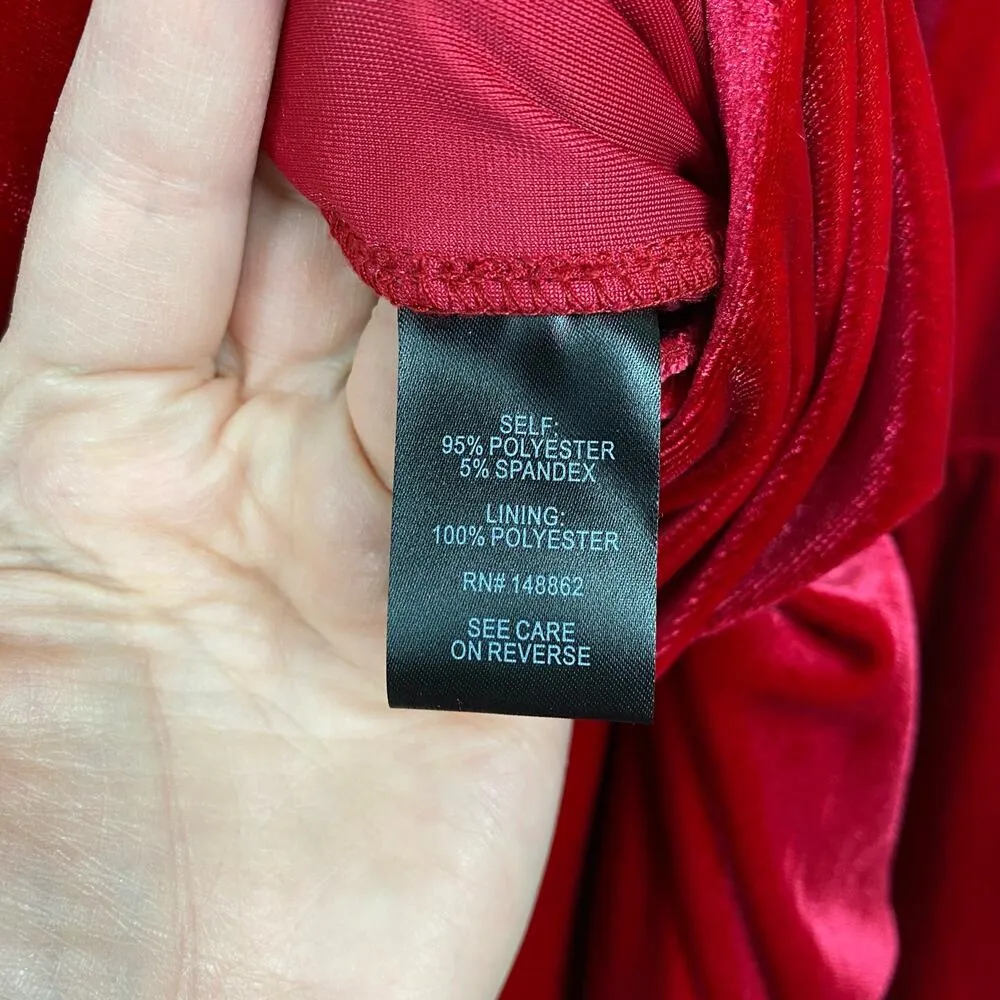 SELF:
95% POLYESTER
5% SPANDEX
LINING:
100% POLYESTER
RN# 148862
SEE CARE
ON REVERSE